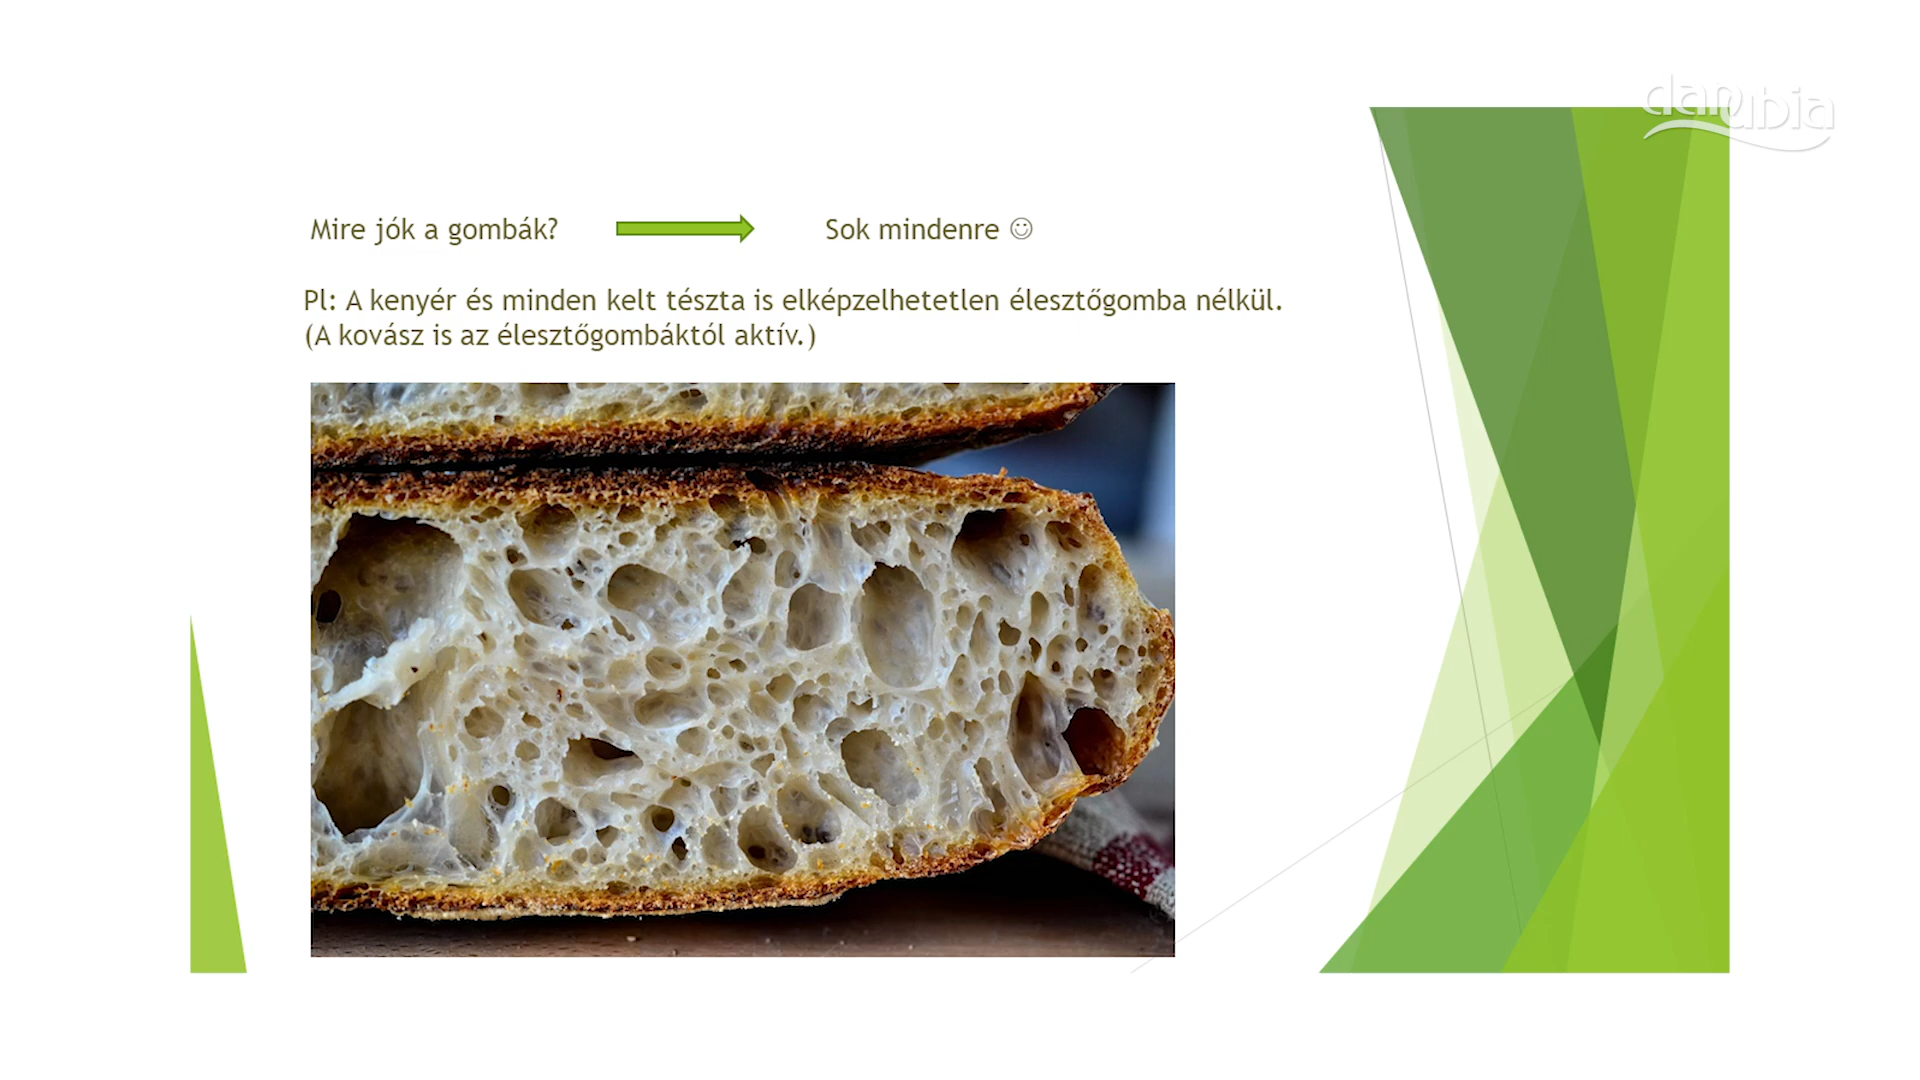 danubia
Mire jók a gombák? Sok mindenre ☺
Pl: A kenyér és minden kelt tészta is elképzelhetetlen élesztőgomba nélkül.
(A kovász is az élesztőgombáktól aktív.)